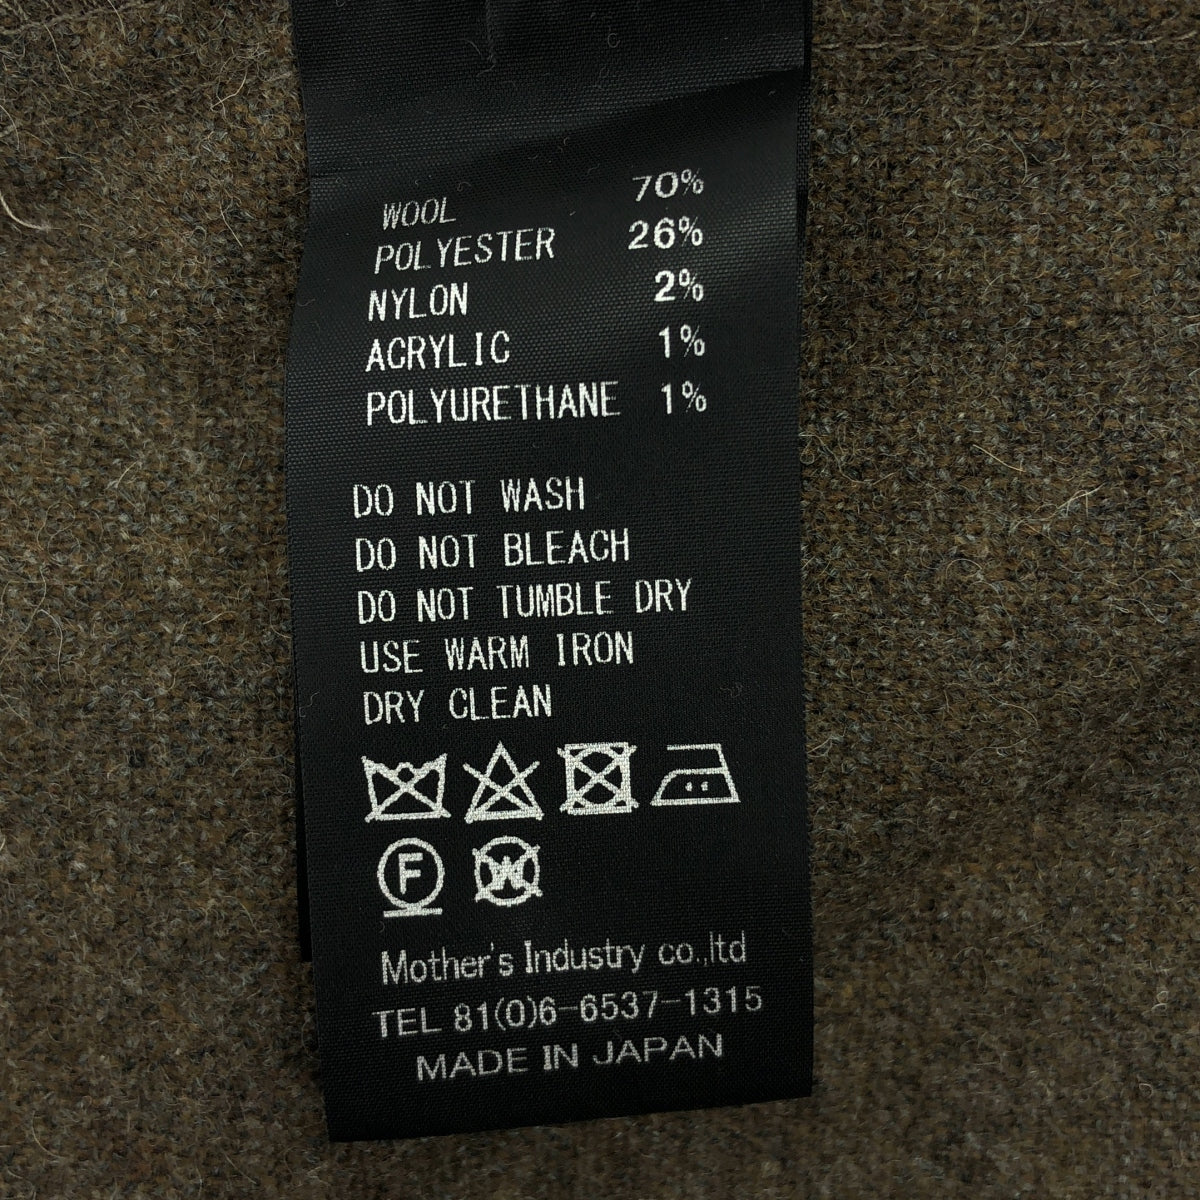 WOOL 70%
POLYESTER 26%
NYLON 2%
ACRYLIC 1%
POLYURETHANE 1%
DO NOT WASH
DO NOT BLEACH
DO NOT TUMBLE DRY
USE WARM IRON
DRY CLEAN
F W
Mother's Industry co.,ltd
TEL 81(0)6-6537-1315
MADE IN JAPAN